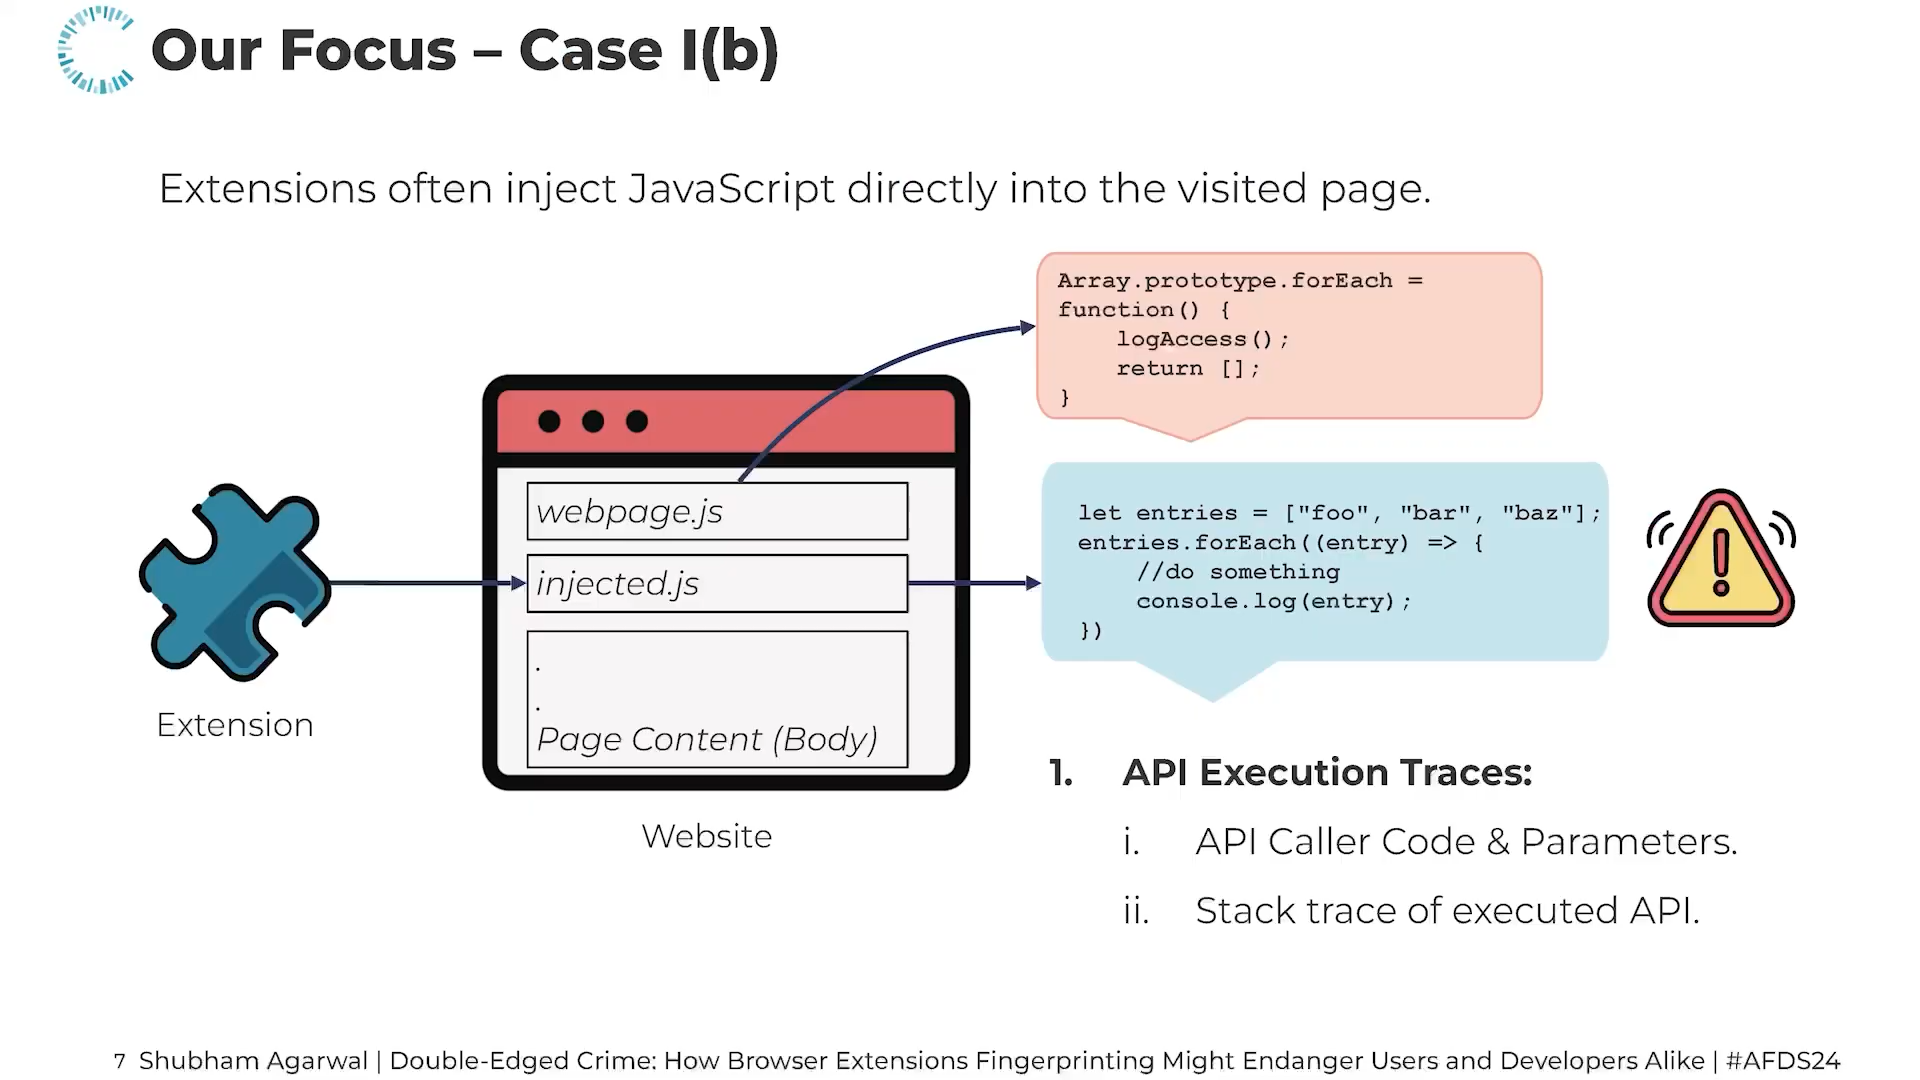 Our Focus – Case I(b)
Extensions often inject JavaScript directly into the visited page.
Array.prototype.forEach =
function() {
    logAccess();
    return [];
}
webpage.js
injected.js
.
.
Page Content (Body)
let entries = ["foo", "bar", "baz"];
entries.forEach((entry) => {
    //do something
    console.log(entry);
})
Extension
Website
1. API Execution Traces:
i. API Caller Code & Parameters.
ii. Stack trace of executed API.
7 Shubham Agarwal | Double-Edged Crime: How Browser Extensions Fingerprinting Might Endanger Users and Developers Alike | #AFDS24